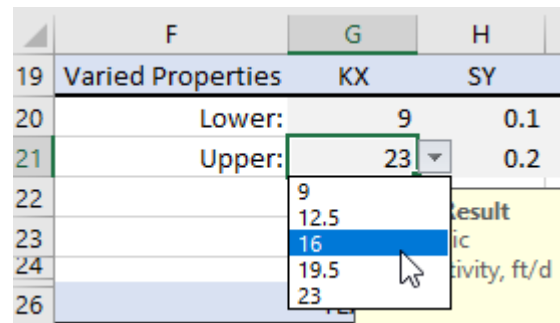 F G H
19 Varied Properties KX SY
20 Lower: 9 0.1
21 Upper: 23 0.2
22 9
12.5 Result
23 16 ic
24 19.5 tivity, ft/d
26 23